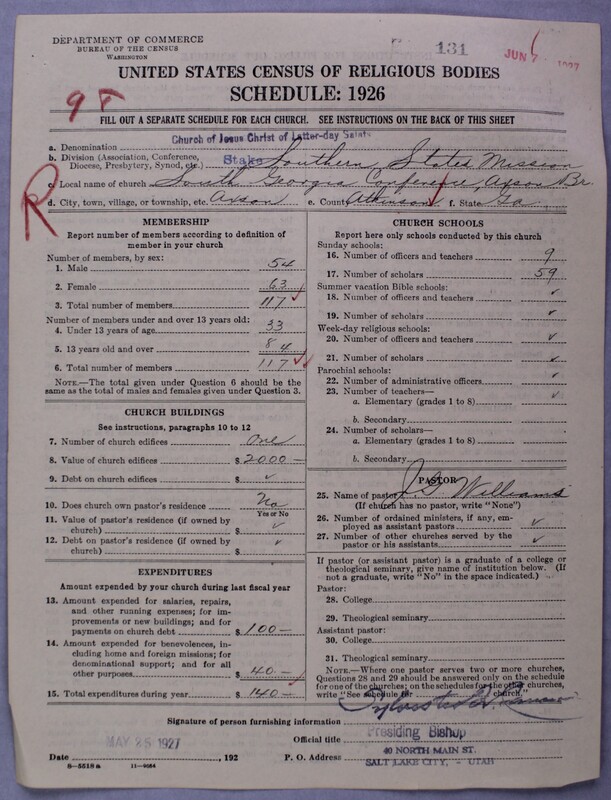 DEPARTMENT OF COMMERCE
BUREAU OF THE CENSUS
WASHINGTON
131
JUN 7 1927
UNITED STATES CENSUS OF RELIGIOUS BODIES
SCHEDULE: 1926
FILL OUT A SEPARATE SCHEDULE FOR EACH CHURCH. SEE INSTRUCTIONS ON THE BACK OF THIS SHEET
R
a. Denomination Church of Jesus Christ of Latter-day Saints
b. Division (Association, Conference, Diocese, Presbytery, Synod, etc.) Stake Southern States Mission
c. Local name of church South Georgia Conference, Axson Br.
d. City, town, village, or township, etc. Axson e. County Atkinson f. State Ga
MEMBERSHIP
Report number of members according to definition of
member in your church
Number of members, by sex:
1. Male 54
2. Female 63
3. Total number of members 117
Number of members under and over 13 years old:
4. Under 13 years of age 33
5. 13 years old and over 84
6. Total number of members 117
NOTE.—The total given under Question 6 should be the
same as the total of males and females given under Question 3.
CHURCH BUILDINGS
See instructions, paragraphs 10 to 12
7. Number of church edifices One
8. Value of church edifices $ 2000 —
9. Debt on church edifices $ ✓
10. Does church own pastor's residence No
Yes or No
11. Value of pastor's residence (if owned by
church) $ ✓
12. Debt on pastor's residence (if owned by
church) $ ✓
EXPENDITURES
Amount expended by your church during last fiscal year
13. Amount expended for salaries, repairs,
and other running expenses; for im-
provements or new buildings; and for
payments on church debt $ 100 —
14. Amount expended for benevolences, in-
cluding home and foreign missions; for
denominational support; and for all
other purposes $ 40 —
15. Total expenditures during year $ 140 —
CHURCH SCHOOLS
Report here only schools conducted by this church
Sunday schools:
16. Number of officers and teachers 9
17. Number of scholars 59
Summer vacation Bible schools:
18. Number of officers and teachers ✓
19. Number of scholars ✓
Week-day religious schools:
20. Number of officers and teachers ✓
21. Number of scholars ✓
Parochial schools:
22. Number of administrative officers ✓
23. Number of teachers—
a. Elementary (grades 1 to 8) ✓
b. Secondary
24. Number of scholars—
a. Elementary (grades 1 to 8)
b. Secondary
PASTOR
25. Name of pastor J. G. Williams
(If church has no pastor, write "None")
26. Number of ordained ministers, if any, em-
ployed as assistant pastors ✓
27. Number of other churches served by the
pastor or his assistants ✓
If pastor (or assistant pastor) is a graduate of a college or
theological seminary, give name of institution below. (If
not a graduate, write "No" in the space indicated.)
Pastor:
28. College
29. Theological seminary
Assistant pastor:
30. College
31. Theological seminary
NOTE.—Where one pastor serves two or more churches,
Questions 28 and 29 should be answered only on the schedule
for one of the churches; on the schedules for the other churches,
write "See schedule for church."
Signature of person furnishing information Sylvester Q. Cannon
Official title Presiding Bishop
MAY 25 1927
Date , 192 P. O. Address 40 NORTH MAIN ST.
SALT LAKE CITY, - UTAH
8—5518 a 11—9064